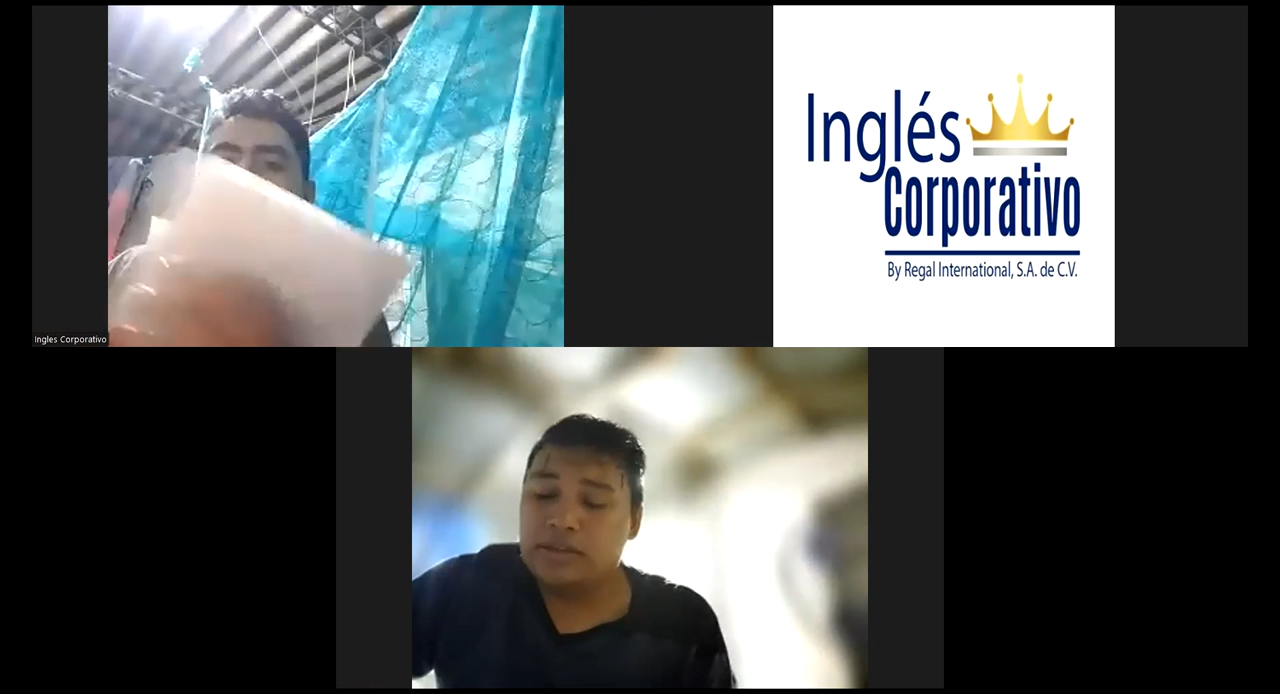 Ingles Corporativo
Inglés
Corporativo
By Regal International, S.A. de C.V.